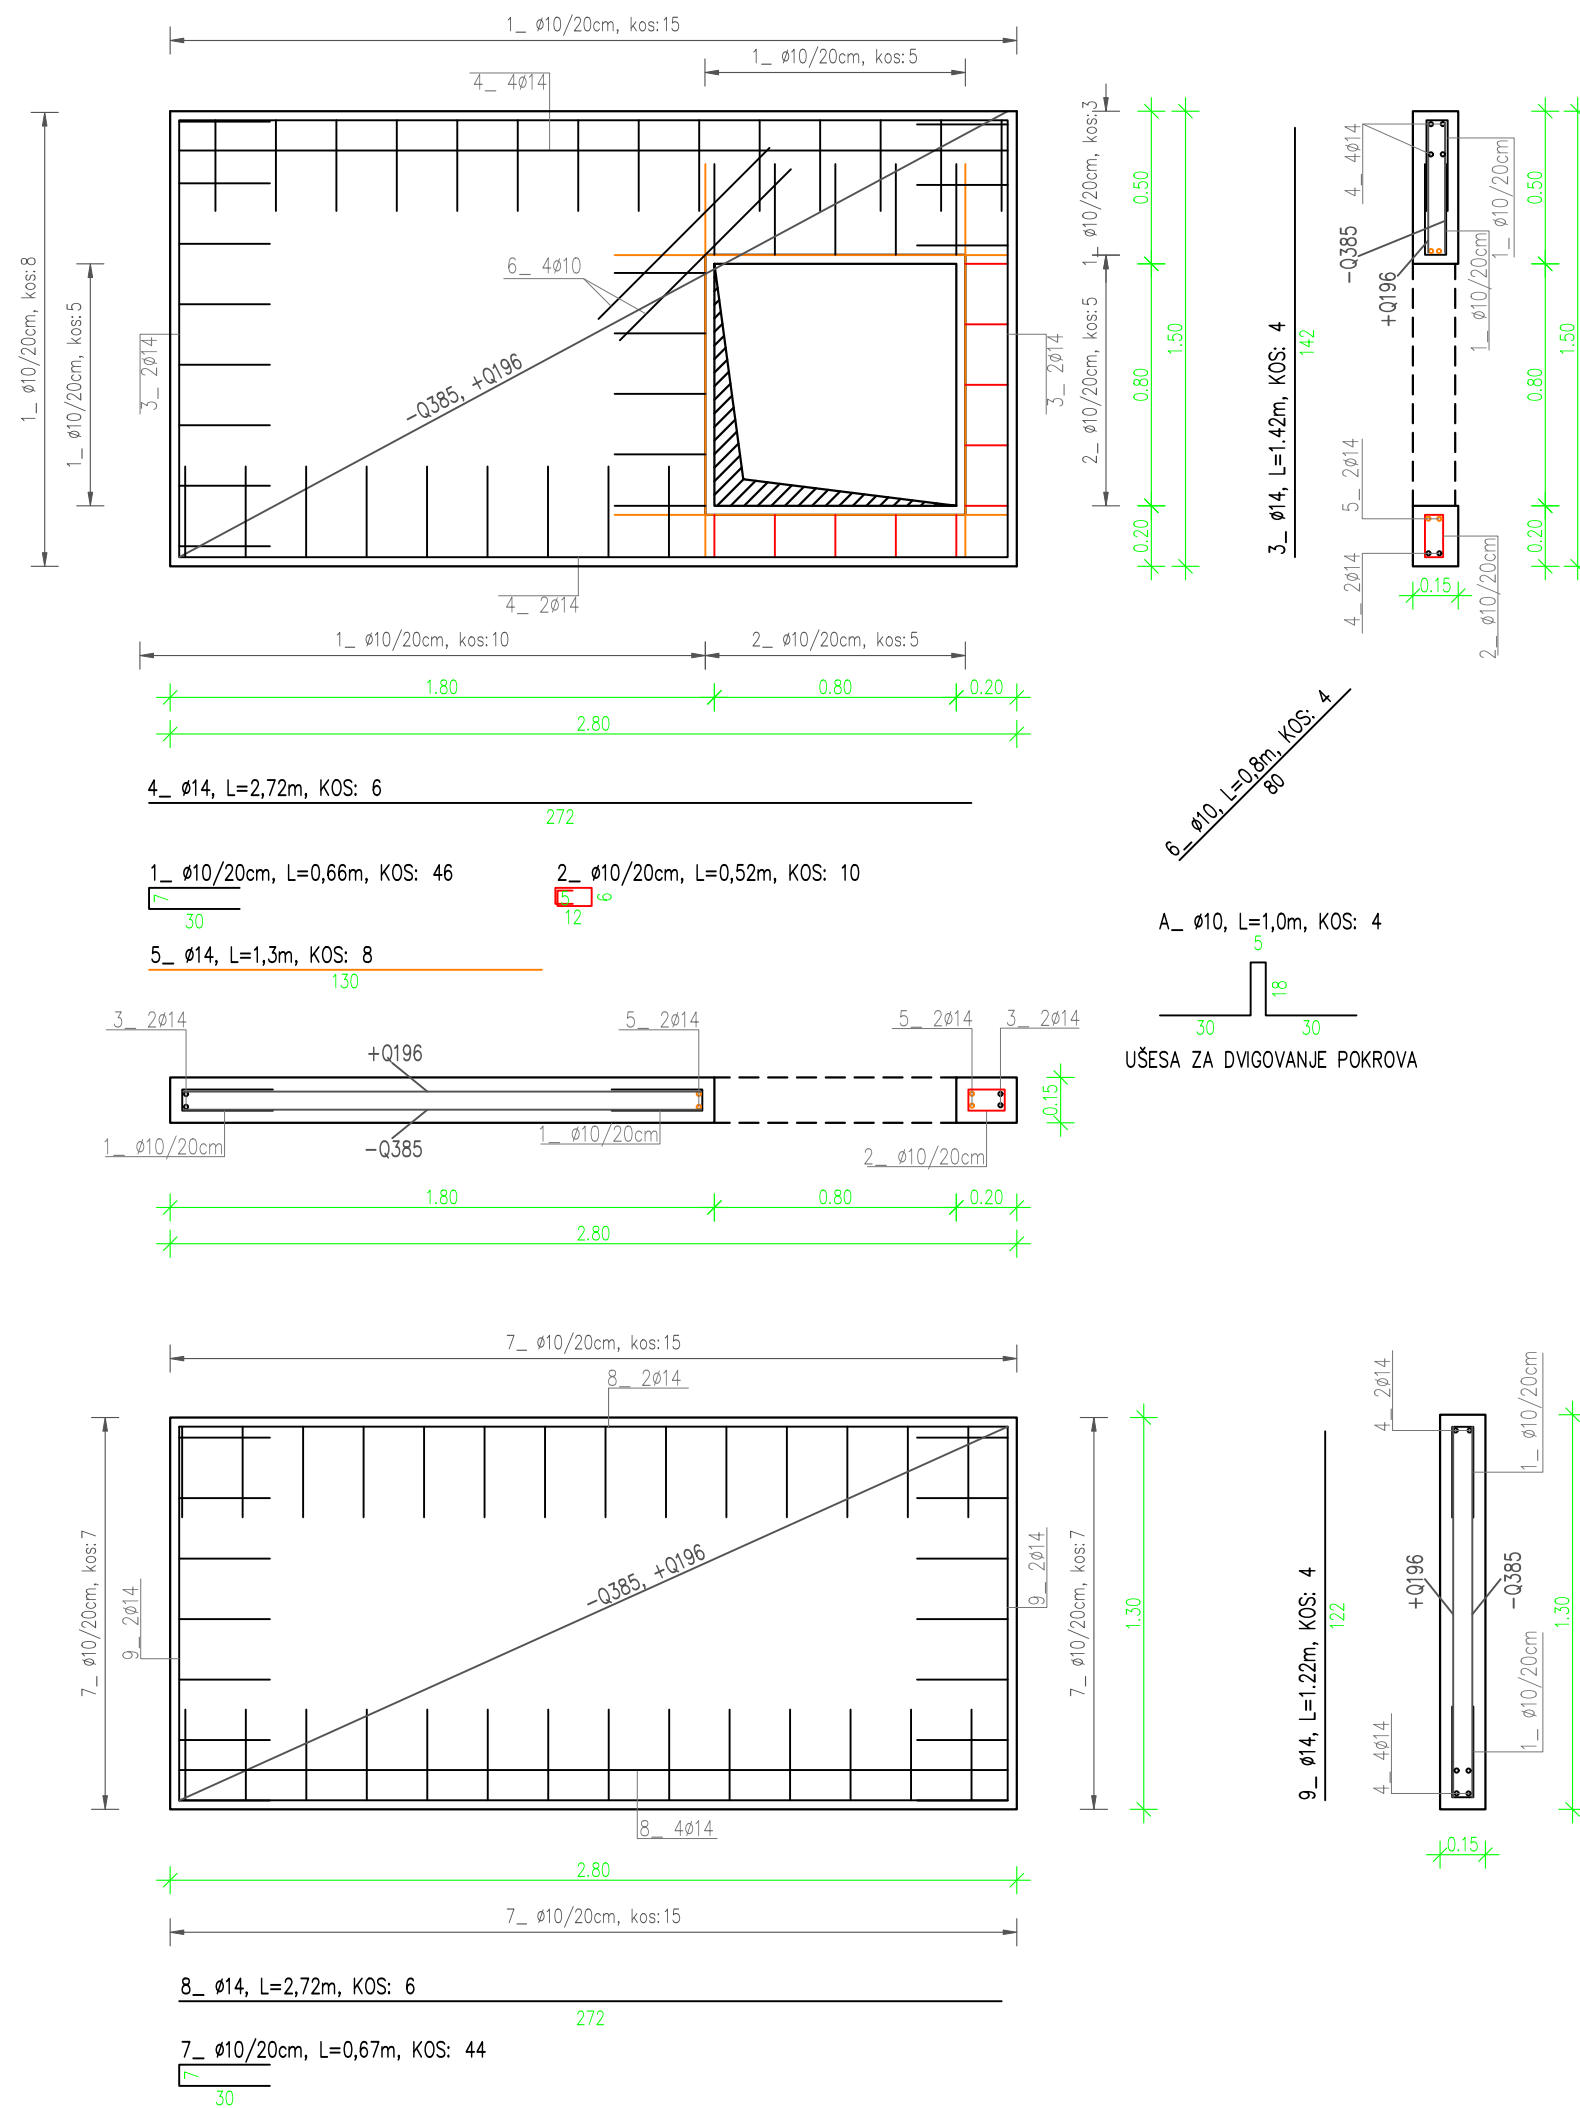 1_ ø10/20cm, kos:15
1_ ø10/20cm, kos:5
4_ 4ø14
1_ ø10/20cm, kos:8
1_ ø10/20cm, kos:5
3_ 2ø14
6_ 4ø10
-Q385, +Q196
3_ 2ø14
1_ ø10/20cm, kos:3
2_ ø10/20cm, kos:5
0.50
0.80
0.20
1.50
4_ 2ø14
1_ ø10/20cm, kos:10
2_ ø10/20cm, kos:5
1.80
0.80
0.20
2.80
3_ ø14, L=1.42m, KOS: 4
142
4_ 4ø14
-Q385
+Q196
1_ ø10/20cm
1_ ø10/20cm
5_ 2ø14
4_ 2ø14
2_ ø10/20cm
0.15
0.50
0.80
0.20
1.50
4_ ø14, L=2,72m, KOS: 6
272
1_ ø10/20cm, L=0,66m, KOS: 46
7
30
2_ ø10/20cm, L=0,52m, KOS: 10
5
6
12
5_ ø14, L=1,3m, KOS: 8
130
6_ ø10, L=0,8m, KOS: 4
80
A_ ø10, L=1,0m, KOS: 4
5
18
30
30
UŠESA ZA DVIGOVANJE POKROVA
3_ 2ø14
+Q196
5_ 2ø14
5_ 2ø14
3_ 2ø14
1_ ø10/20cm
-Q385
1_ ø10/20cm
2_ ø10/20cm
0.15
1.80
0.80
0.20
2.80
7_ ø10/20cm, kos:15
8_ 2ø14
7_ ø10/20cm, kos:7
9_ 2ø14
-Q385, +Q196
9_ 2ø14
7_ ø10/20cm, kos:7
1.30
8_ 4ø14
2.80
7_ ø10/20cm, kos:15
9_ ø14, L=1.22m, KOS: 4
122
4_ 2ø14
1_ ø10/20cm
+Q196
-Q385
4_ 4ø14
1_ ø10/20cm
0.15
1.30
8_ ø14, L=2,72m, KOS: 6
272
7_ ø10/20cm, L=0,67m, KOS: 44
7
30